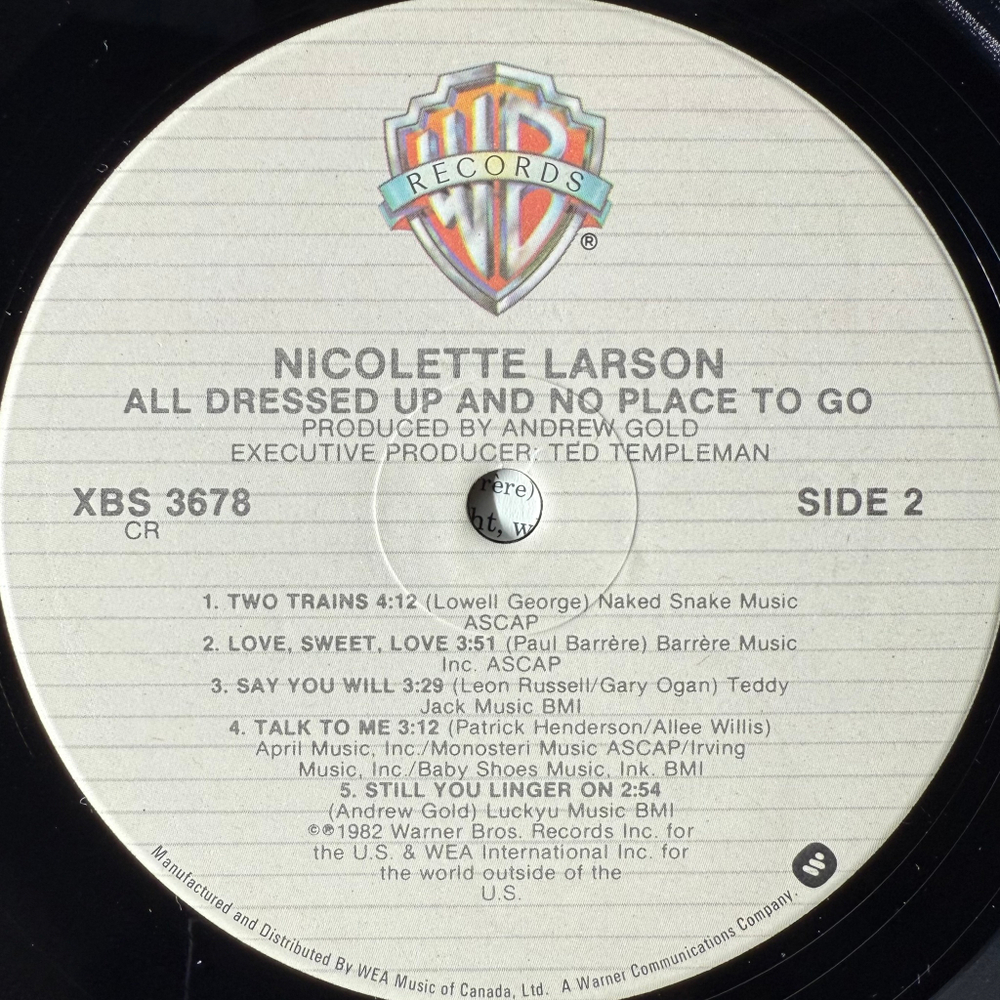 WB
RECORDS
®
NICOLETTE LARSON
ALL DRESSED UP AND NO PLACE TO GO
PRODUCED BY ANDREW GOLD
EXECUTIVE PRODUCER: TED TEMPLEMAN
XBS 3678
CR
SIDE 2
rère)
ht, w
1. TWO TRAINS 4:12 (Lowell George) Naked Snake Music
ASCAP
2. LOVE, SWEET, LOVE 3:51 (Paul Barrère) Barrère Music
Inc. ASCAP
3. SAY YOU WILL 3:29 (Leon Russell/Gary Ogan) Teddy
Jack Music BMI
4. TALK TO ME 3:12 (Patrick Henderson/Allee Willis)
April Music, Inc./Monosteri Music ASCAP/Irving
Music, Inc./Baby Shoes Music, Ink. BMI
5. STILL YOU LINGER ON 2:54
(Andrew Gold) Luckyu Music BMI
©℗1982 Warner Bros. Records Inc. for
the U.S. & WEA International Inc. for
the world outside of the
U.S.
Manufactured and Distributed By WEA Music of Canada, Ltd. A Warner Communications Company.